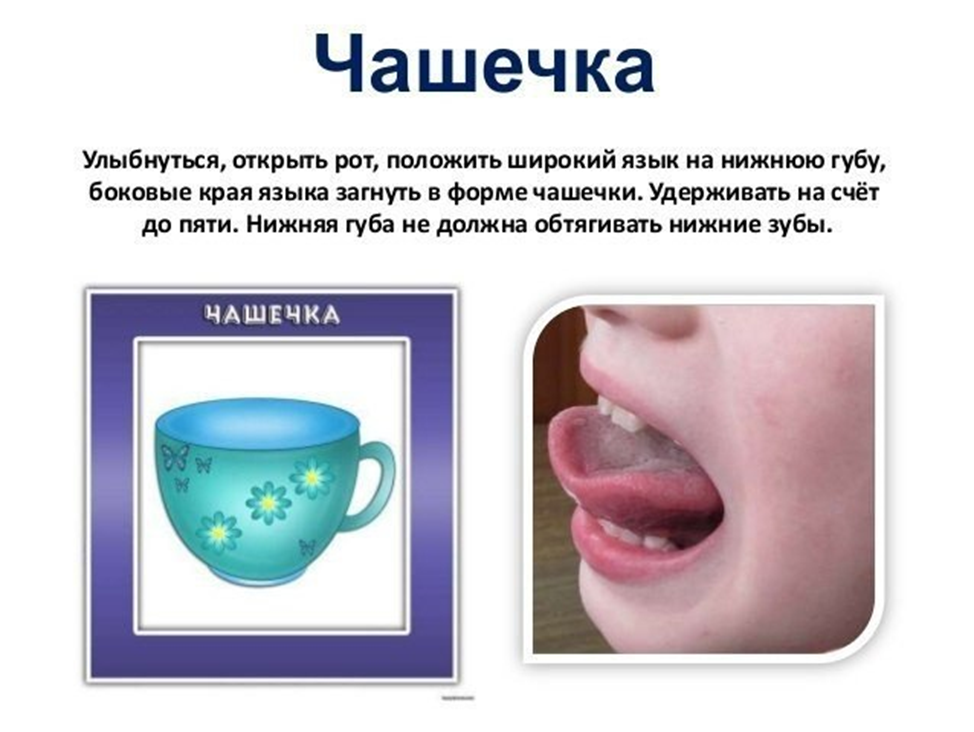 Чашечка
Улыбнуться, открыть рот, положить широкий язык на нижнюю губу,
боковые края языка загнуть в форме чашечки. Удерживать на счёт
до пяти. Нижняя губа не должна обтягивать нижние зубы.
ЧАШЕЧКА